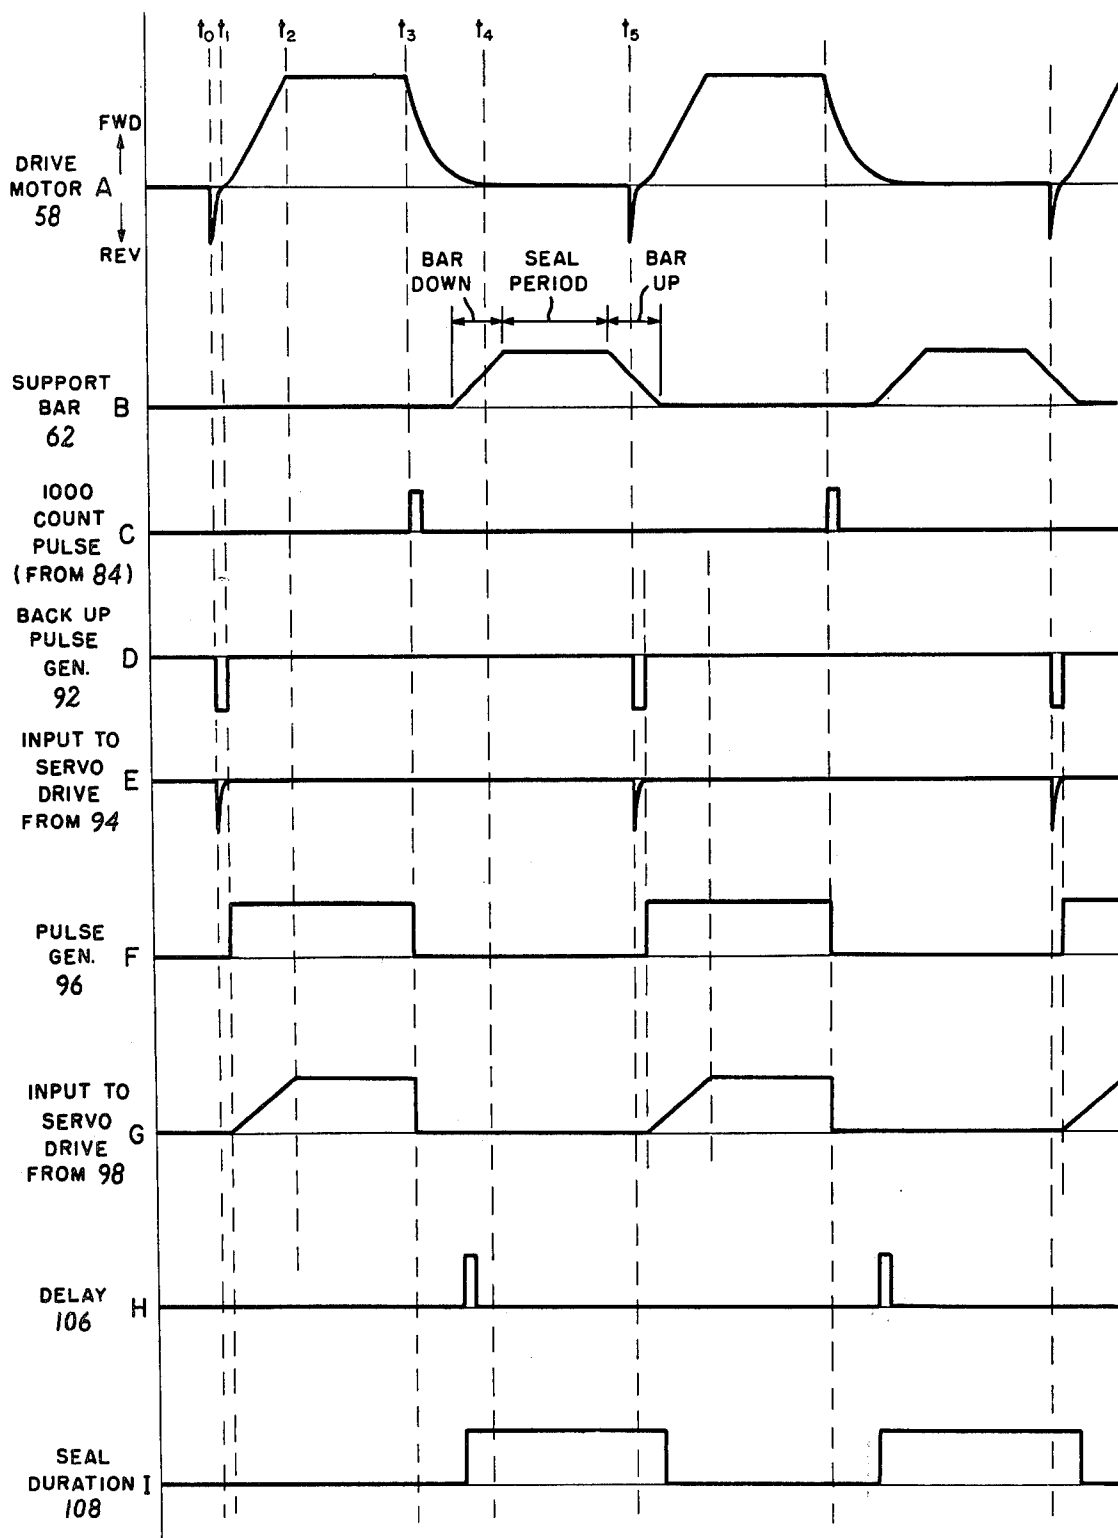 t₀ t₁ t₂ t₃ t₄ t₅
FWD
DRIVE
MOTOR A
58
REV
BAR
DOWN
SEAL
PERIOD
BAR
UP
SUPPORT
BAR B
62
1000
COUNT
PULSE C
(FROM 84)
BACK UP
PULSE
GEN. D
92
INPUT TO
SERVO E
DRIVE
FROM 94
PULSE
GEN. F
96
INPUT TO
SERVO G
DRIVE
FROM 98
DELAY H
106
SEAL
DURATION I
108